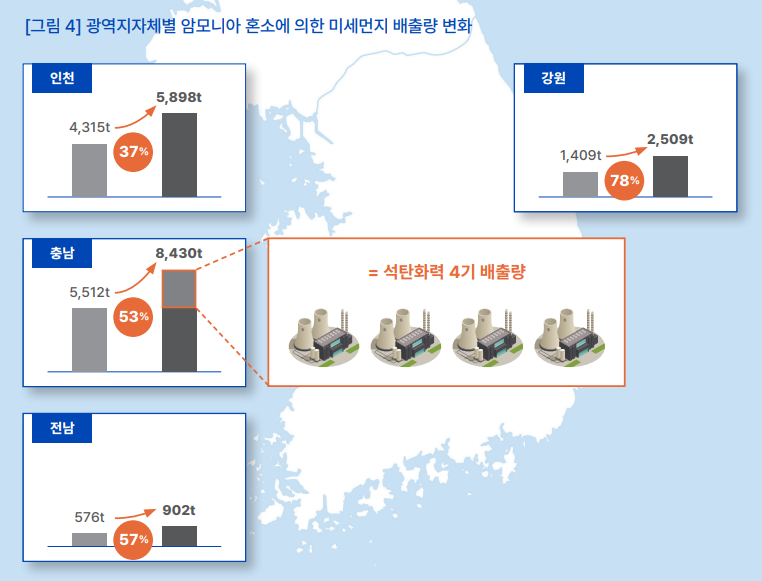 [그림 4] 광역지자체별 암모니아 혼소에 의한 미세먼지 배출량 변화
인천
4,315t
5,898t
37%
강원
1,409t
2,509t
78%
충남
5,512t
8,430t
53%
= 석탄화력 4기 배출량
전남
576t
902t
57%